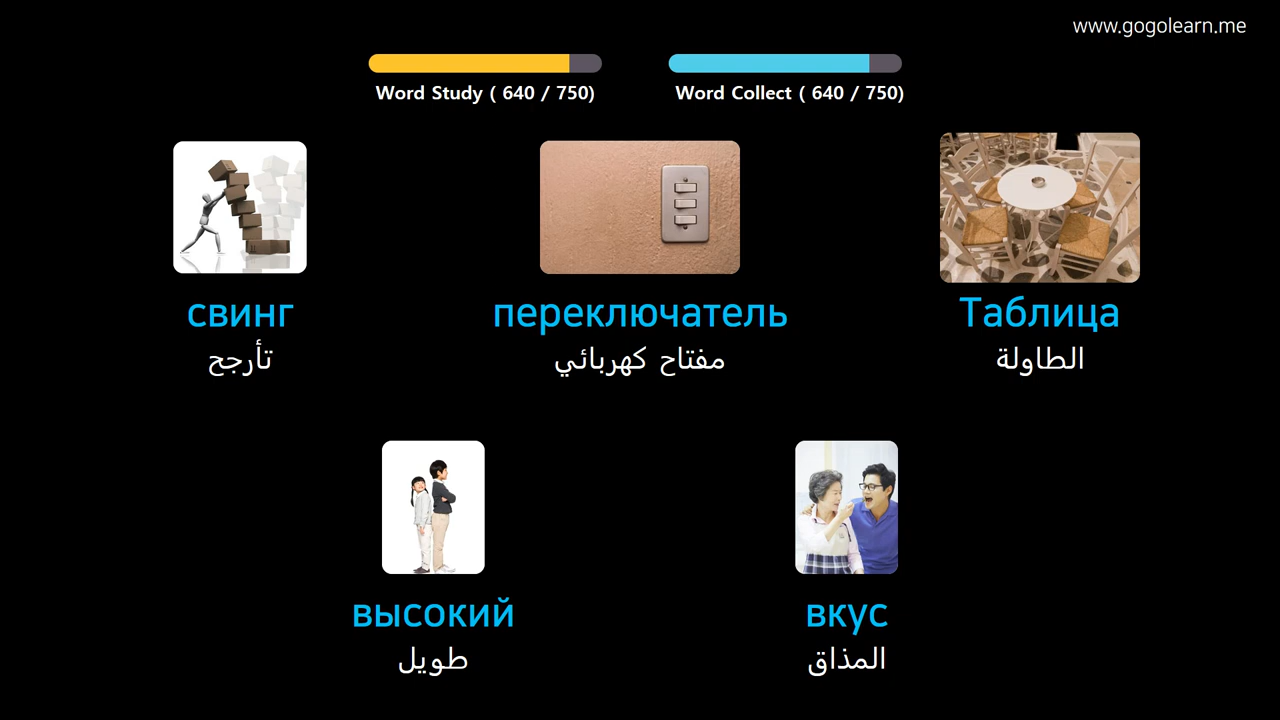 www.gogolearn.me
Word Study ( 640 / 750)
Word Collect ( 640 / 750)
свинг
переключатель
Таблица
تأرجح
مفتاح كهربائي
الطاولة
высокий
вкус
طويل
المذاق